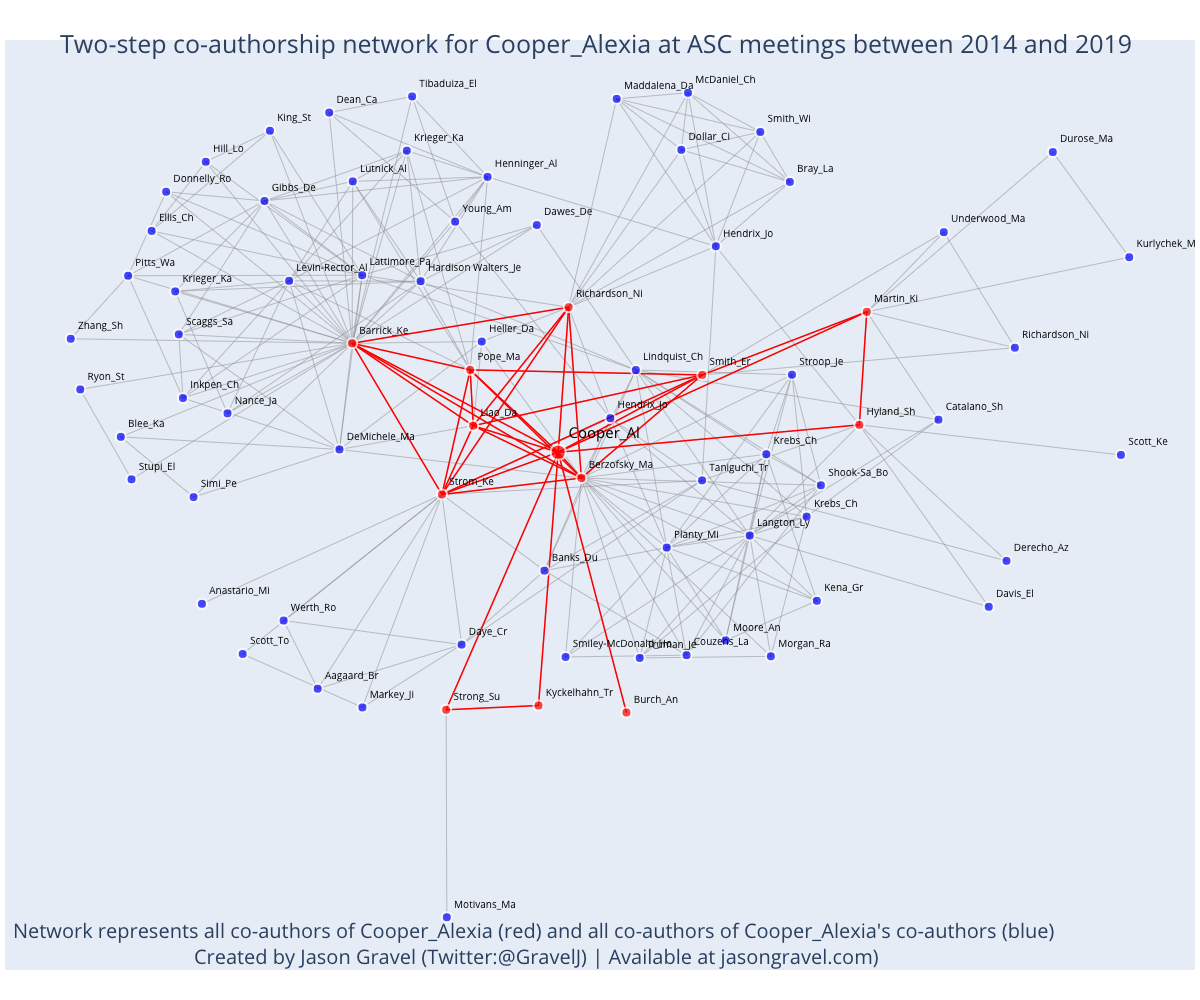 Two-step co-authorship network for Cooper_Alexia at ASC meetings between 2014 and 2019
Tibaduiza_El
McDaniel_Ch
Maddalena_Da
Dean_Ca
King_St
Smith_Wi
Krieger_Ka
Dollar_Ci
Durose_Ma
Hill_Lo
Henninger_Al
Lutnick_Al
Bray_La
Donnelly_Ro
Gibbs_De
Young_Am
Dawes_De
Ellis_Ch
Underwood_Ma
Hendrix_Jo
Kurlychek_M
Pitts_Wa
Lattimore_Pa
Levin-Rector_Al
Hardison Walters_Je
Krieger_Ka
Richardson_Ni
Martin_Ki
Zhang_Sh
Scaggs_Sa
Barrick_Ke
Heller_Da
Richardson_Ni
Pope_Ma
Lindquist_Ch
Smith_Er
Stroop_Je
Ryon_St
Inkpen_Ch
Nance_Ja
Liao_Da
Hendrix_Jo
Hyland_Sh
Catalano_Sh
Blee_Ka
DeMichele_Ma
Cooper_Al
Krebs_Ch
Scott_Ke
Stupi_El
Simi_Pe
Strom_Ke
Berzofsky_Ma
Taniguchi_Tr
Shook-Sa_Bo
Krebs_Ch
Langton_Ly
Planty_Mi
Derecho_Az
Banks_Du
Anastario_Mi
Kena_Gr
Davis_El
Werth_Ro
Scott_To
Daye_Cr
Moore_An
Smiley-McDonald_Ho
Couzens_La
Morgan_Ra
Aagaard_Br
Markey_Ji
Strong_Su
Kyckelhahn_Tr
Burch_An
Motivans_Ma
Network represents all co-authors of Cooper_Alexia (red) and all co-authors of Cooper_Alexia's co-authors (blue)
Created by Jason Gravel (Twitter:@GravelJ) | Available at jasongravel.com)